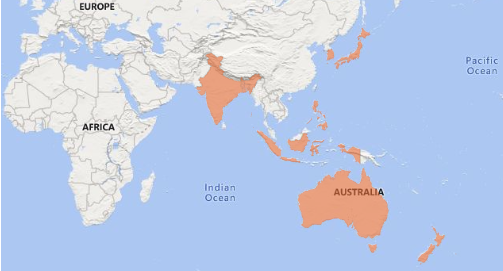 EUROPE
Pacific
Ocean
AFRICA
AUSTRALIA
Indian
Ocean